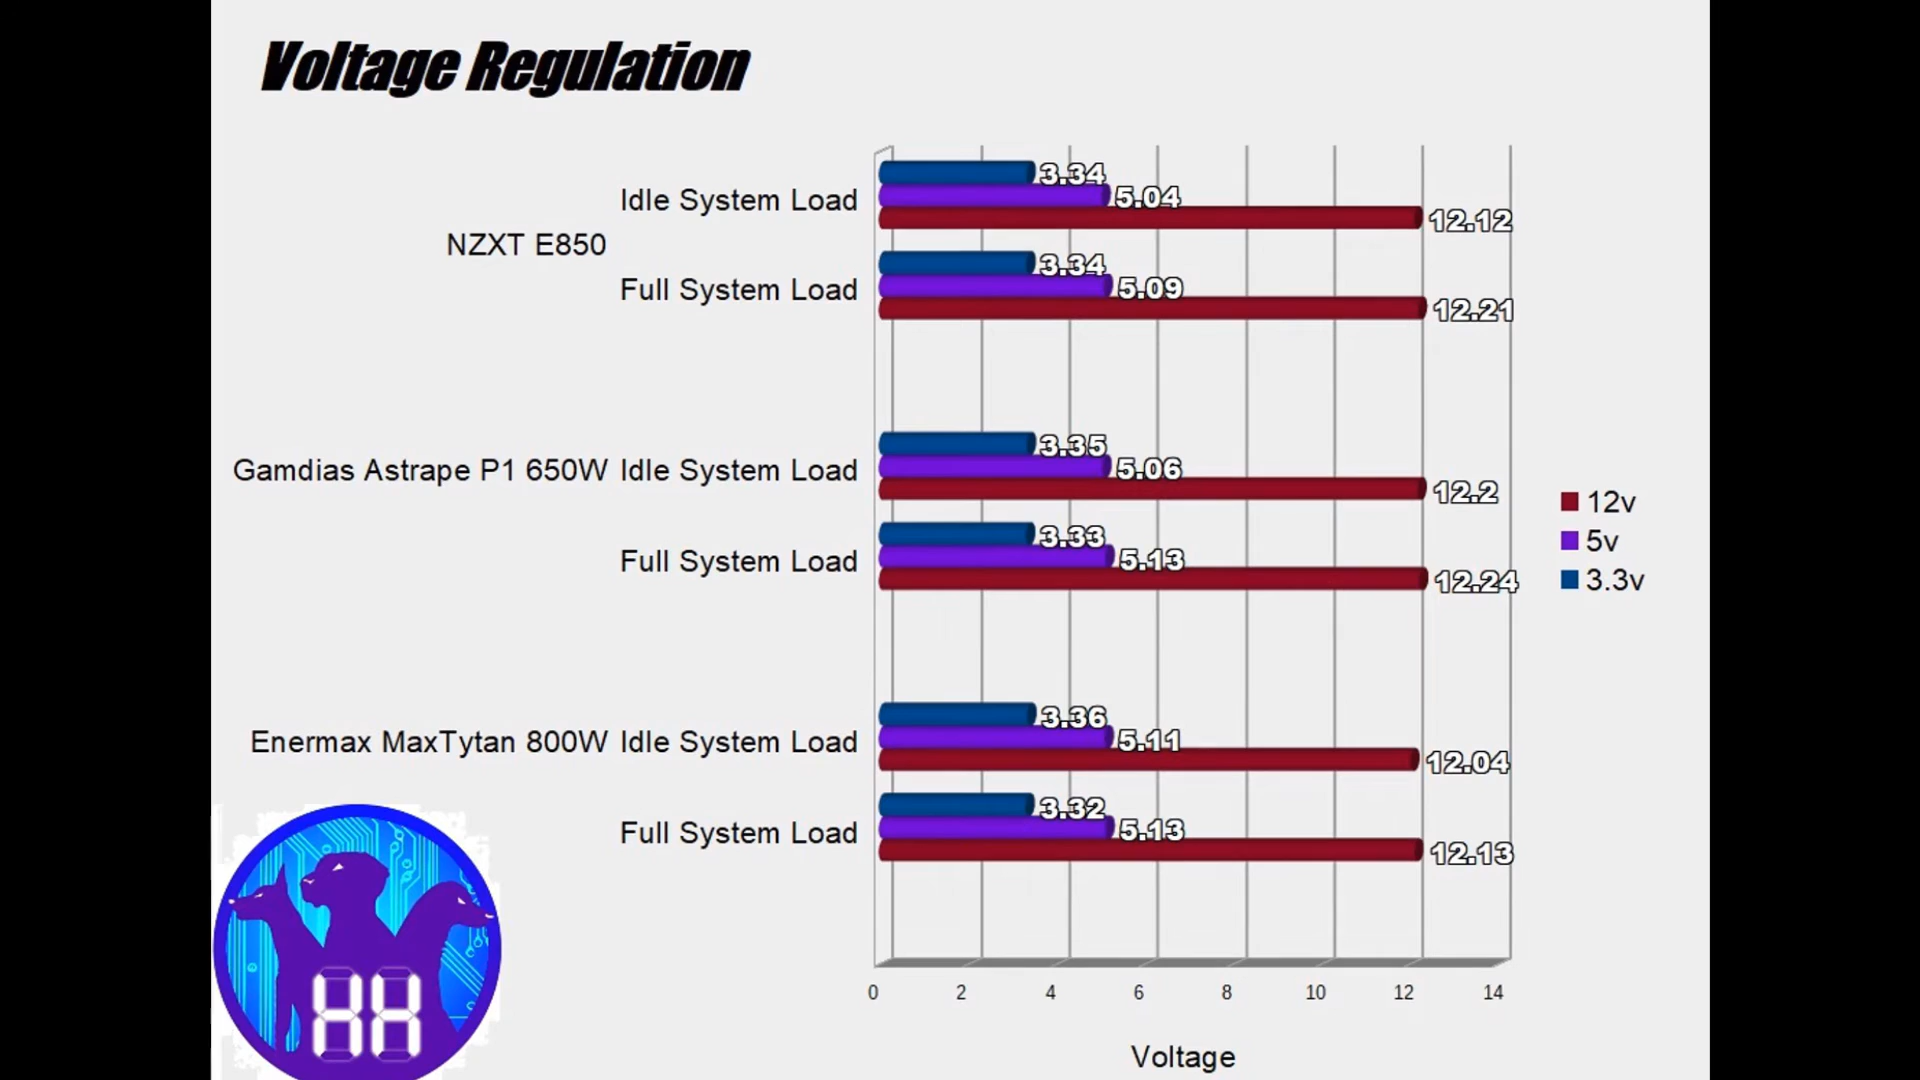 Voltage Regulation
3.34
Idle System Load
5.04
12.12
NZXT E850
3.34
Full System Load
5.09
12.21
3.35
Gamdias Astrape P1 650W Idle System Load
5.06
12.2
3.33
Full System Load
5.13
12.24
12v
5v
3.3v
3.36
Enermax MaxTytan 800W Idle System Load
5.11
12.04
3.32
Full System Load
5.13
12.13
88
0 2 4 6 8 10 12 14
Voltage